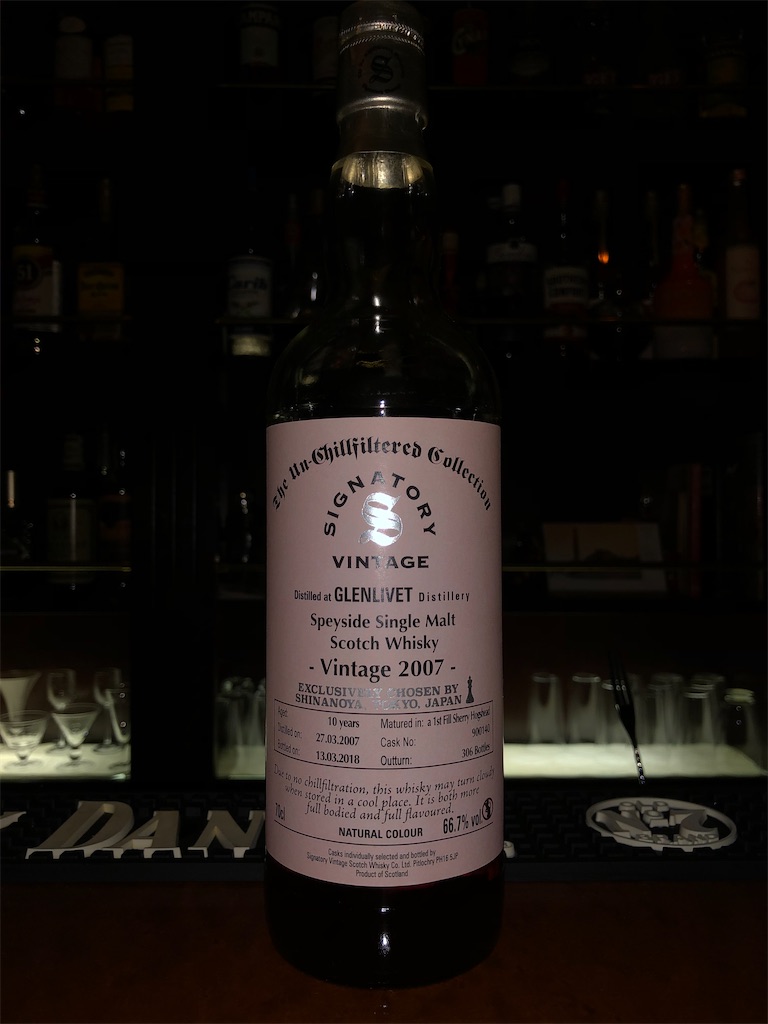 The Un-Chillfiltered Collection
SIGNATORY
S
VINTAGE
Distilled at GLENLIVET Distillery
Speyside Single Malt
Scotch Whisky
- Vintage 2007 -
EXCLUSIVELY CHOSEN BY
SHINANOYA, TOKYO, JAPAN
Aged: 10 years
Distilled on: 27.03.2007
Bottled on: 13.03.2018
Matured in: a 1st Fill Sherry Hogshead
Cask No: 900140
Outturn: 306 Bottles
Due to no chillfiltration, this whisky may turn cloudy
when stored in a cool place. It is both more
full bodied and full flavoured.
70cl
NATURAL COLOUR
66.7% vol
Casks individually selected and bottled by
Signatory Vintage Scotch Whisky Co. Ltd. Pitlochry PH16 5JP
Product of Scotland
DAN